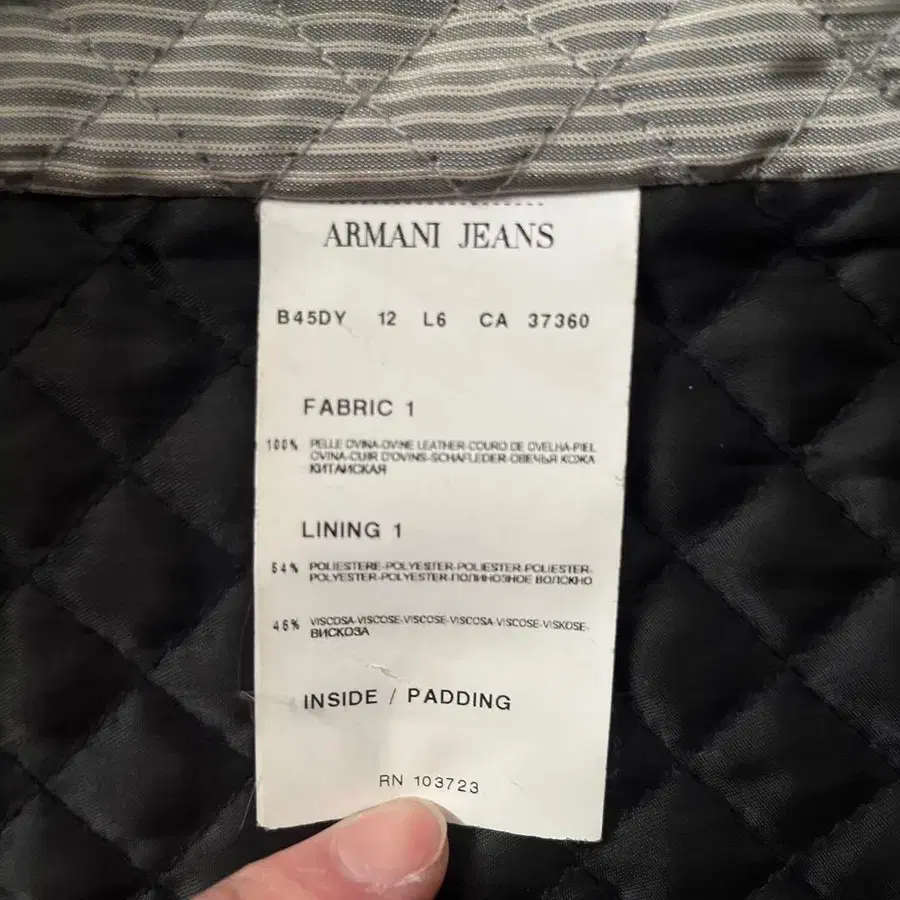 ARMANI JEANS
B45DY 12 L6 CA 37360
FABRIC 1
100% PELLE OVINA-OVINE LEATHER-COURO DE OVELHA-PIEL
OVINA-CUIR D'OVINS-SCHAFLEDER-ОВЕЧЬЯ КОЖА
КИТАЙСКАЯ
LINING 1
54% POLIESTERE-POLYESTER-POLIESTER-POLIESTER-
POLYESTER-POLYESTER-ПОЛИНОЗНОЕ ВОЛОКНО
46% VISCOSA-VISCOSE-VISCOSE-VISCOSA-VISCOSE-VISKOSE-
ВИСКОЗА
INSIDE / PADDING
RN 103723